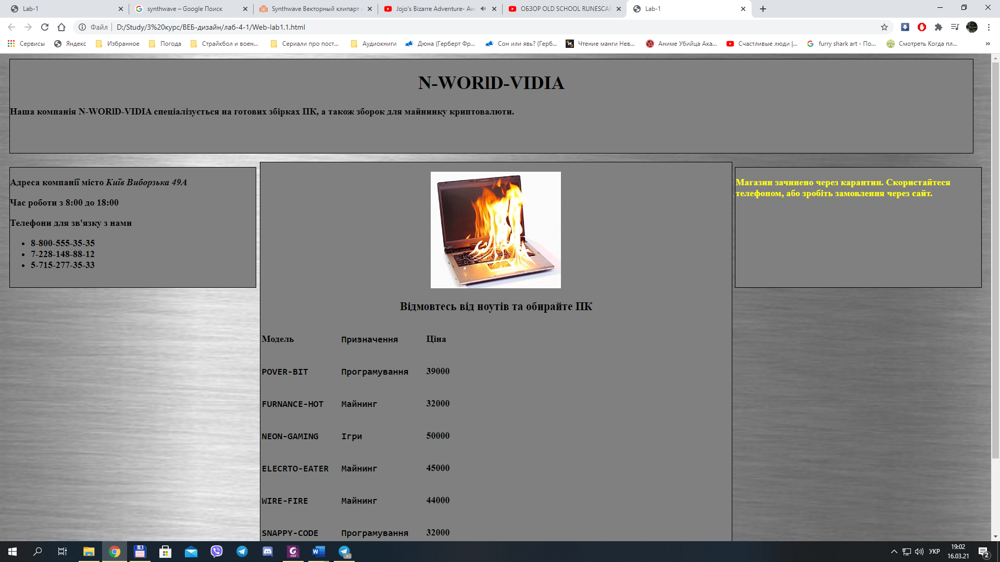 Lab-1
synthwave – Google Поиск
Synthwave Векторный клипарт
Jojo's Bizarre Adventure- Aw
ОБЗОР OLD SCHOOL RUNESCAP
Lab-1
Файл
D:/Study/3%20курс/ВЕБ-дизайн/лаб-4-1/Web-lab1.1.html
Сервисы
Яндекс
Избранное
Погода
Страйкбол и воен...
Сериали про пост...
Аудиокниги
Дюна (Герберт Фр...
Сон или явь? (Герб...
Чтение манги Нев...
Аниме Убийца Ака...
Счастливые люди |...
furry shark art - По...
Смотреть Когда пл...
»
N-WORlD-VIDIA
Наша компанія N-WORlD-VIDIA спеціалізується на готових збірках ПК, а також зборок для майнинку криптовалюти.
Адреса компанії місто Київ Виборзька 49А
Час роботи з 8:00 до 18:00
Телефони для зв'язку з нами
8-800-555-35-35
7-228-148-88-12
5-715-277-35-33
Відмовтесь від ноутів та обирайте ПК
Модель Призначення Ціна
POVER-BIT Програмування 39000
FURNANCE-HOT Майнинг 32000
NEON-GAMING Ігри 50000
ELECRTO-EATER Майнинг 45000
WIRE-FIRE Майнинг 44000
SNAPPY-CODE Програмування 32000
Магазин зачинено через карантин. Скористайтеся
телефоном, або зробіть замовлення через сайт.
УКР
19:02
16.03.21
2
.90